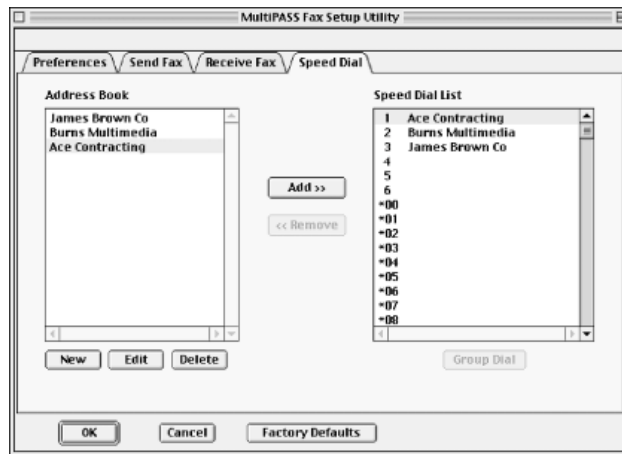 MultiPASS Fax Setup Utility
Preferences Send Fax Receive Fax Speed Dial
Address Book
James Brown Co
Burns Multimedia
Ace Contracting
New Edit Delete
Add >>
<< Remove
Speed Dial List
1 Ace Contracting
2 Burns Multimedia
3 James Brown Co
4
5
6
*00
*01
*02
*03
*04
*05
*06
*07
*08
Group Dial
OK Cancel Factory Defaults